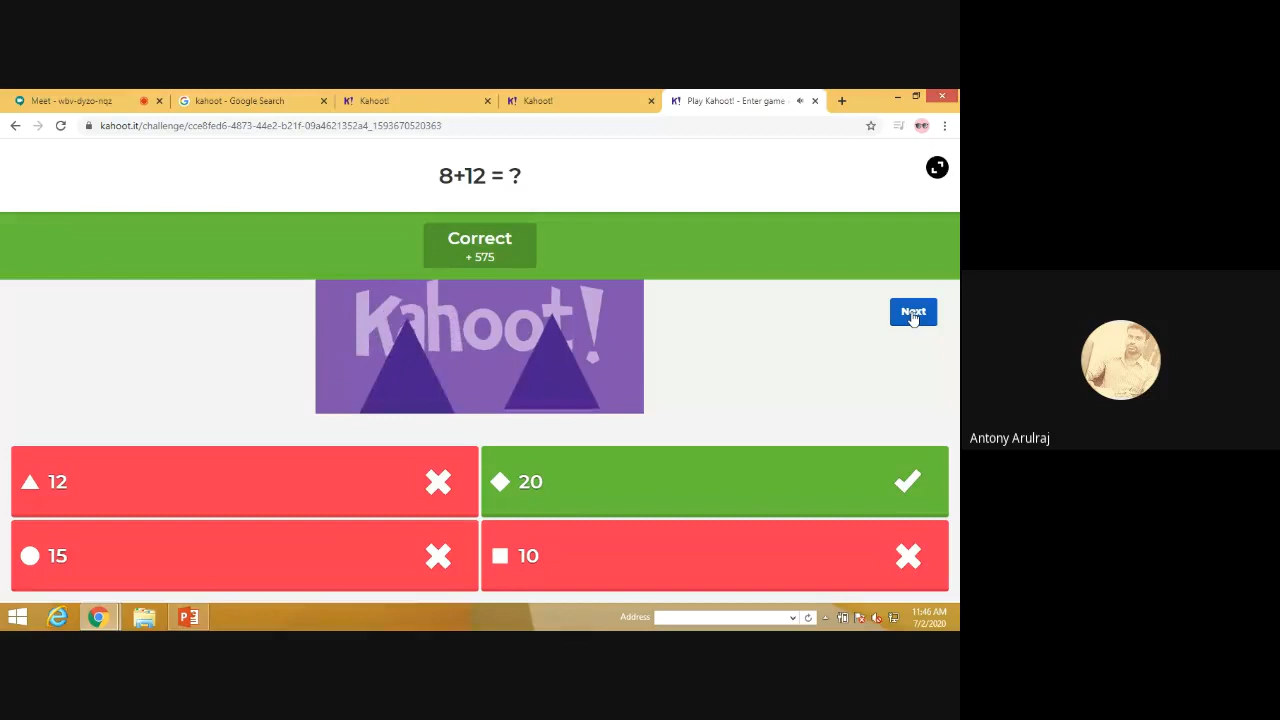 Meet - wbv-dyzo-nqz
kahoot - Google Search
Kahoot!
Kahoot!
Play Kahoot! - Enter game
kahoot.it/challenge/cce8fed6-4873-44e2-b21f-09a4621352a4_1593670520363
8+12 = ?
Correct
+ 575
Kahoot!
Next
12
20
15
10
Antony Arulraj
Address
11:46 AM
7/2/2020